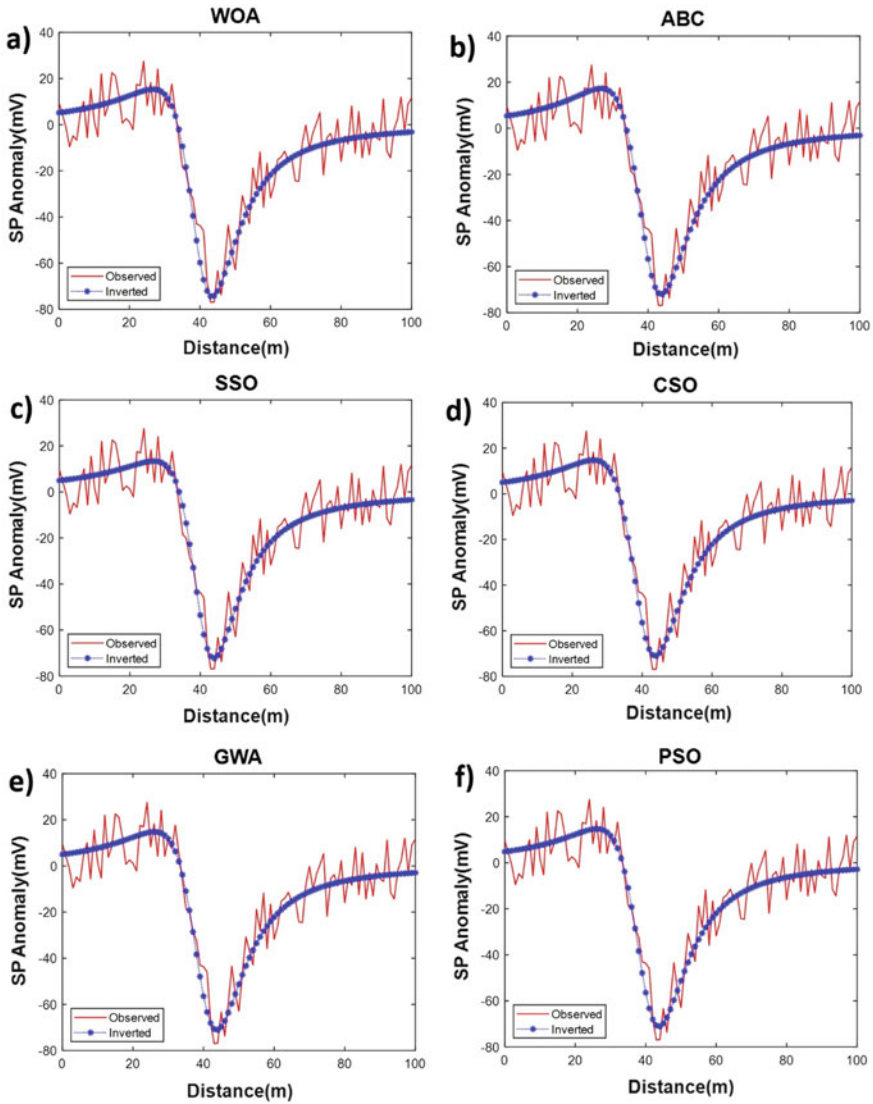 a)
WOA
SP Anomaly(mV)
40
20
0
-20
-40
-60
-80
Observed
Inverted
0 20 40 60 80 100
Distance(m)
b)
ABC
SP Anomaly(mV)
40
20
0
-20
-40
-60
-80
Observed
Inverted
0 20 40 60 80 100
Distance(m)
c)
SSO
SP Anomaly(mV)
40
20
0
-20
-40
-60
-80
Observed
Inverted
0 20 40 60 80 100
Distance(m)
d)
CSO
SP Anomaly(mV)
40
20
0
-20
-40
-60
-80
Observed
Inverted
0 20 40 60 80 100
Distance(m)
e)
GWA
SP Anomaly(mV)
40
20
0
-20
-40
-60
-80
Observed
Inverted
0 20 40 60 80 100
Distance(m)
f)
PSO
SP Anomaly(mV)
40
20
0
-20
-40
-60
-80
Observed
Inverted
0 20 40 60 80 100
Distance(m)